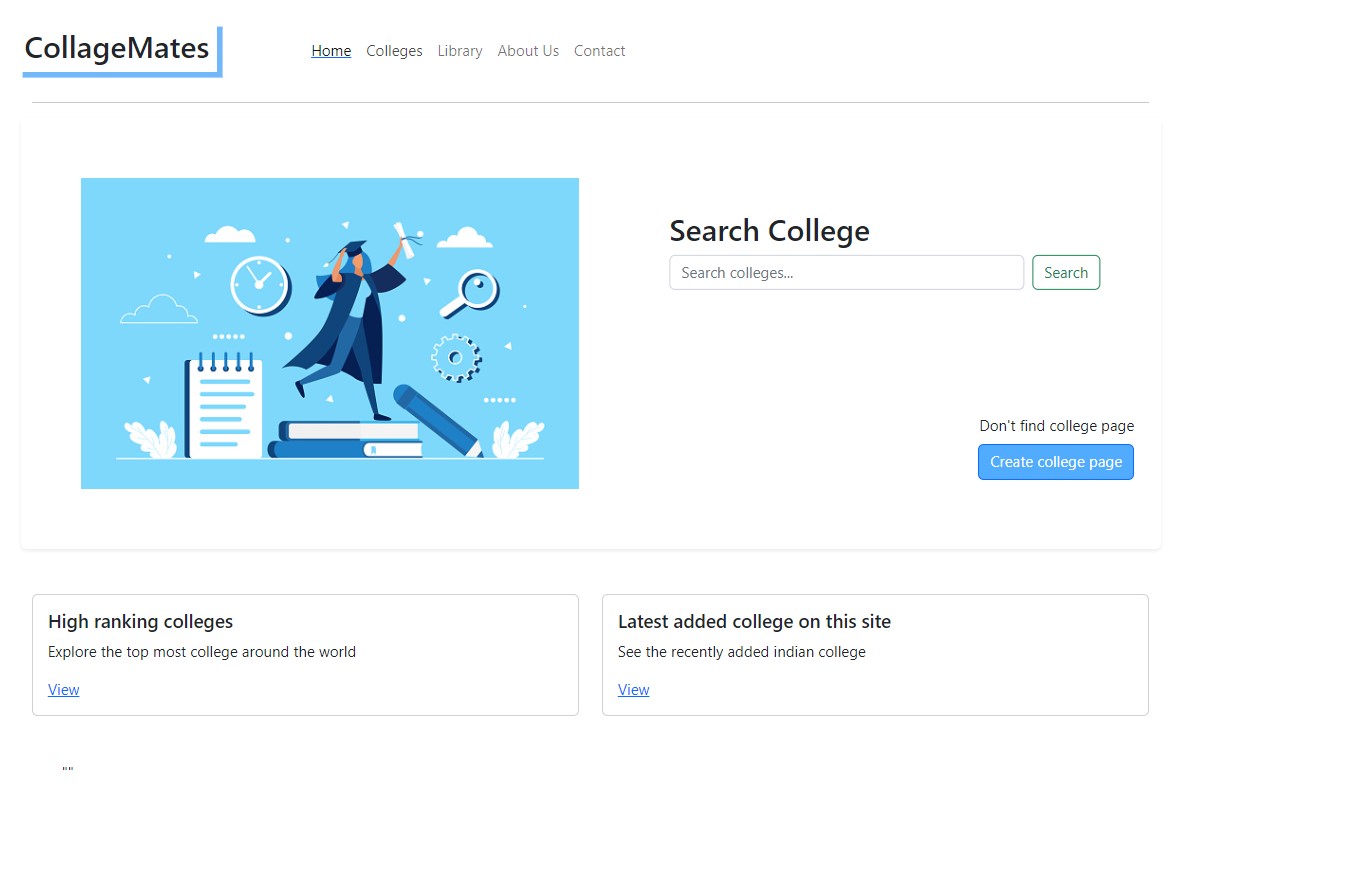 CollageMates
Home Colleges Library About Us Contact
Search College
Search colleges... Search
Don't find college page
Create college page
High ranking colleges
Explore the top most college around the world
View
Latest added college on this site
See the recently added indian college
View
""